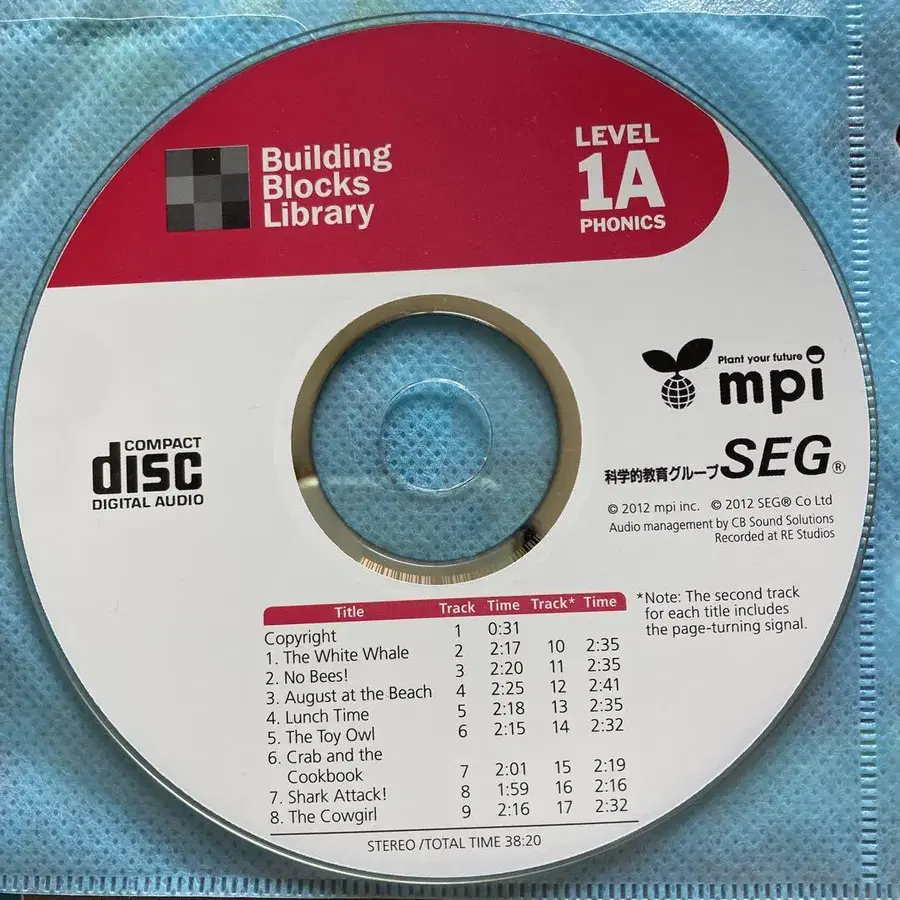 Building
Blocks
Library
LEVEL
1A
PHONICS
Plant your future
mpi
COMPACT
disc
DIGITAL AUDIO
科学的教育グループSEG®
© 2012 mpi inc. © 2012 SEG® Co Ltd
Audio management by CB Sound Solutions
Recorded at RE Studios
*Note: The second track
for each title includes
the page-turning signal.
Title Track Time Track* Time
Copyright 1 0:31
1. The White Whale 2 2:17 10 2:35
2. No Bees! 3 2:20 11 2:35
3. August at the Beach 4 2:25 12 2:41
4. Lunch Time 5 2:18 13 2:35
5. The Toy Owl 6 2:15 14 2:32
6. Crab and the
Cookbook 7 2:01 15 2:19
7. Shark Attack! 8 1:59 16 2:16
8. The Cowgirl 9 2:16 17 2:32
STEREO /TOTAL TIME 38:20